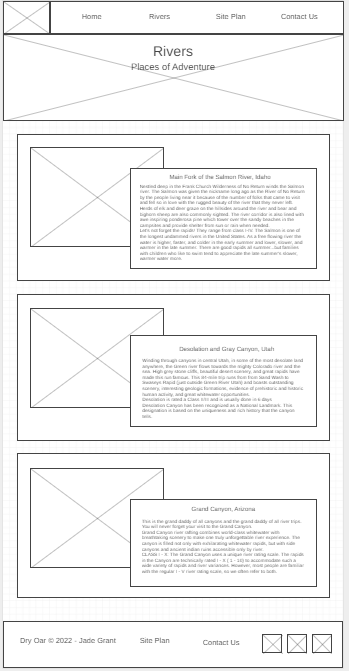 Home Rivers Site Plan Contact Us
Rivers
Places of Adventure
Main Fork of the Salmon River, Idaho
Nestled deep in the Frank Church Wilderness of No Return winds the Salmon
river. The Salmon was given the nickname long ago as the River of No Return
by the people living near it because of the number of folks that came to visit
and fell so in love with the rugged beauty of the river that they never left.
Herds of elk and deer graze on the hillsides around the river and bear and
bighorn sheep are also commonly sighted. The river corridor is also lined with
awe inspiring ponderosa pine which tower over the sandy beaches in the
campsites and provide shelter from sun or rain when needed.
Let's not forget the rapids! They range from class I-IV. The Salmon is one of
the longest undammed rivers in the United States. As a free flowing river the
water is higher, faster, and colder in the early summer and lower, slower, and
warmer in the late summer. There are good rapids all summer, but families
with children who like to swim tend to appreciate the late summer's slower,
warmer water more.
Desolation and Gray Canyon, Utah
Winding through canyons in central Utah, in some of the most desolate land
anywhere, the Green river flows towards the mighty Colorado river and the
sea. High grey stone cliffs, beautiful desert scenery, and great rapids have
made this run famous. This 84-mile trip runs from Sand Wash to
Swaseys Rapid (just outside Green River Utah) and boasts outstanding
scenery, interesting geologic formations, evidence of prehistoric and historic
human activity, and great whitewater opportunities.
Desolation is rated a Class II/III and is usually done in 6 days
Desolation Canyon has been recognized as a National Landmark. The
designation is based on the uniqueness and rich history that the canyon
tells.
Grand Canyon, Arizona
This is the grand daddy of all canyons and the grand daddy of all river trips.
You will never forget your visit to the Grand Canyon.
Grand Canyon river rafting combines world-class whitewater with
breathtaking scenery to make one truly unforgettable river experience. The
canyon is filled not only with exhilarating whitewater rapids, but with side
canyons and ancient Indian ruins accessible only by river.
CLASS I - V. The Grand Canyon uses a unique river rating scale. The rapids
in the Canyon are technically rated I - X ( 1 - 10) to accommodate such a
wide variety of rapids and river volumes. However, most people are familiar
with the regular I - V river rating scale, so we often refer to both.
Dry Oar © 2022 - Jade Grant Site Plan Contact Us